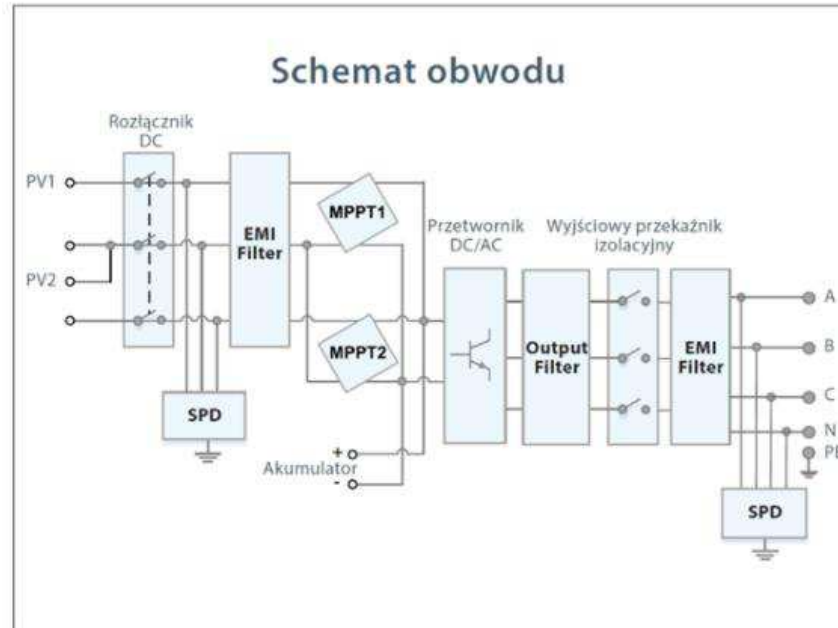 Schemat obwodu
Rozłącznik
DC
PV1
PV2
EMI
Filter
MPPT1
MPPT2
SPD
+
Akumulator
-
Przetwornik
DC/AC
Output
Filter
Wyjściowy przekaźnik
izolacyjny
EMI
Filter
A
B
C
N
SPD